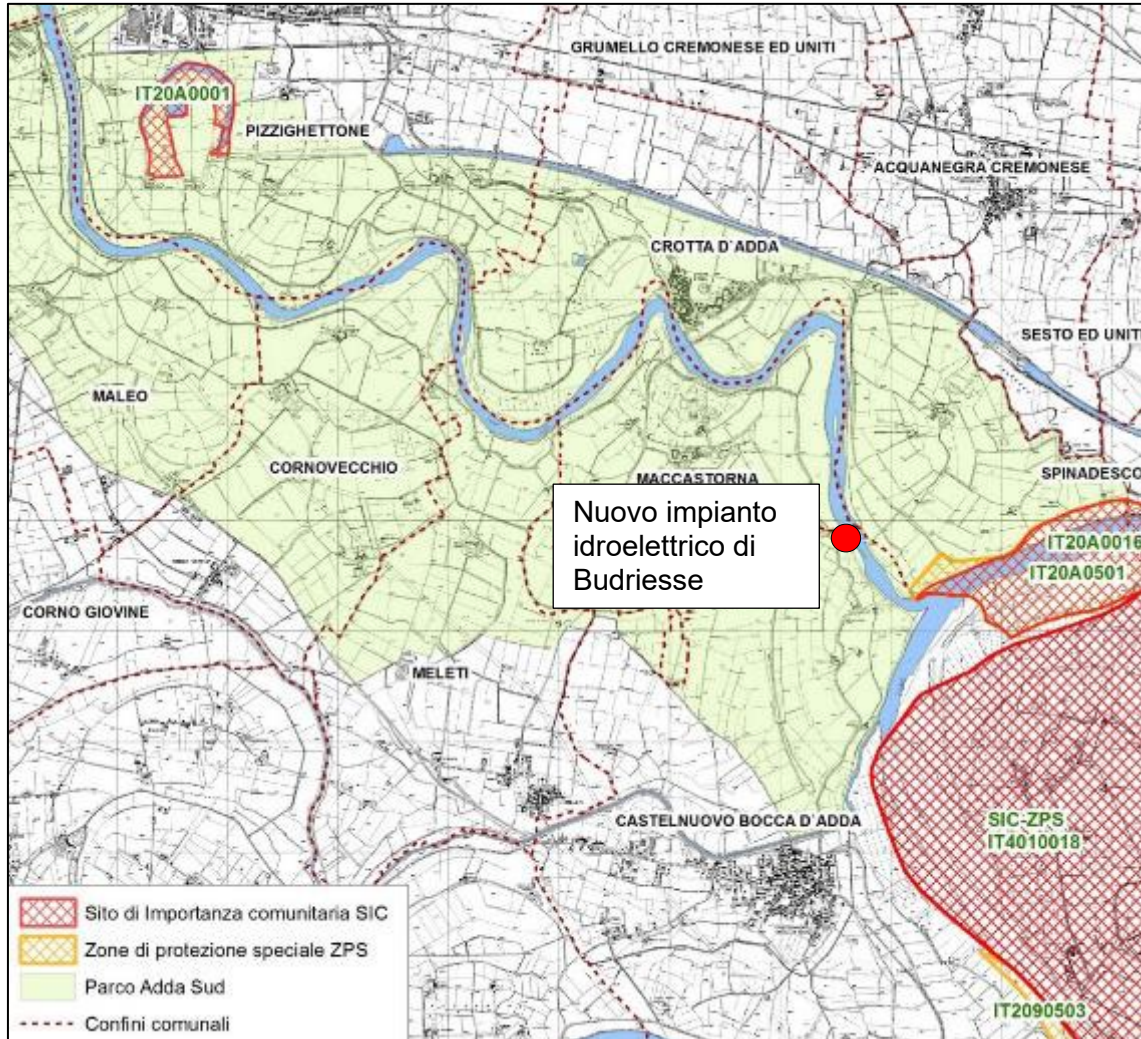 GRUMELLO CREMONESE ED UNITI
IT20A0001
PIZZIGHETTONE
ACQUANEGRA CREMONESE
CROTTA D'ADDA
SESTO ED UNITI
MALEO
CORNOVECCHIO
MACCASTORNA
SPINADESCO
Nuovo impianto
idroelettrico di
Budriesse
IT20A0016
IT20A0501
CORNO GIOVINE
MELETI
CASTELNUOVO BOCCA D'ADDA
SIC-ZPS
IT4010018
IT2090503
Sito di Importanza comunitaria SIC
Zone di protezione speciale ZPS
Parco Adda Sud
Confini comunali